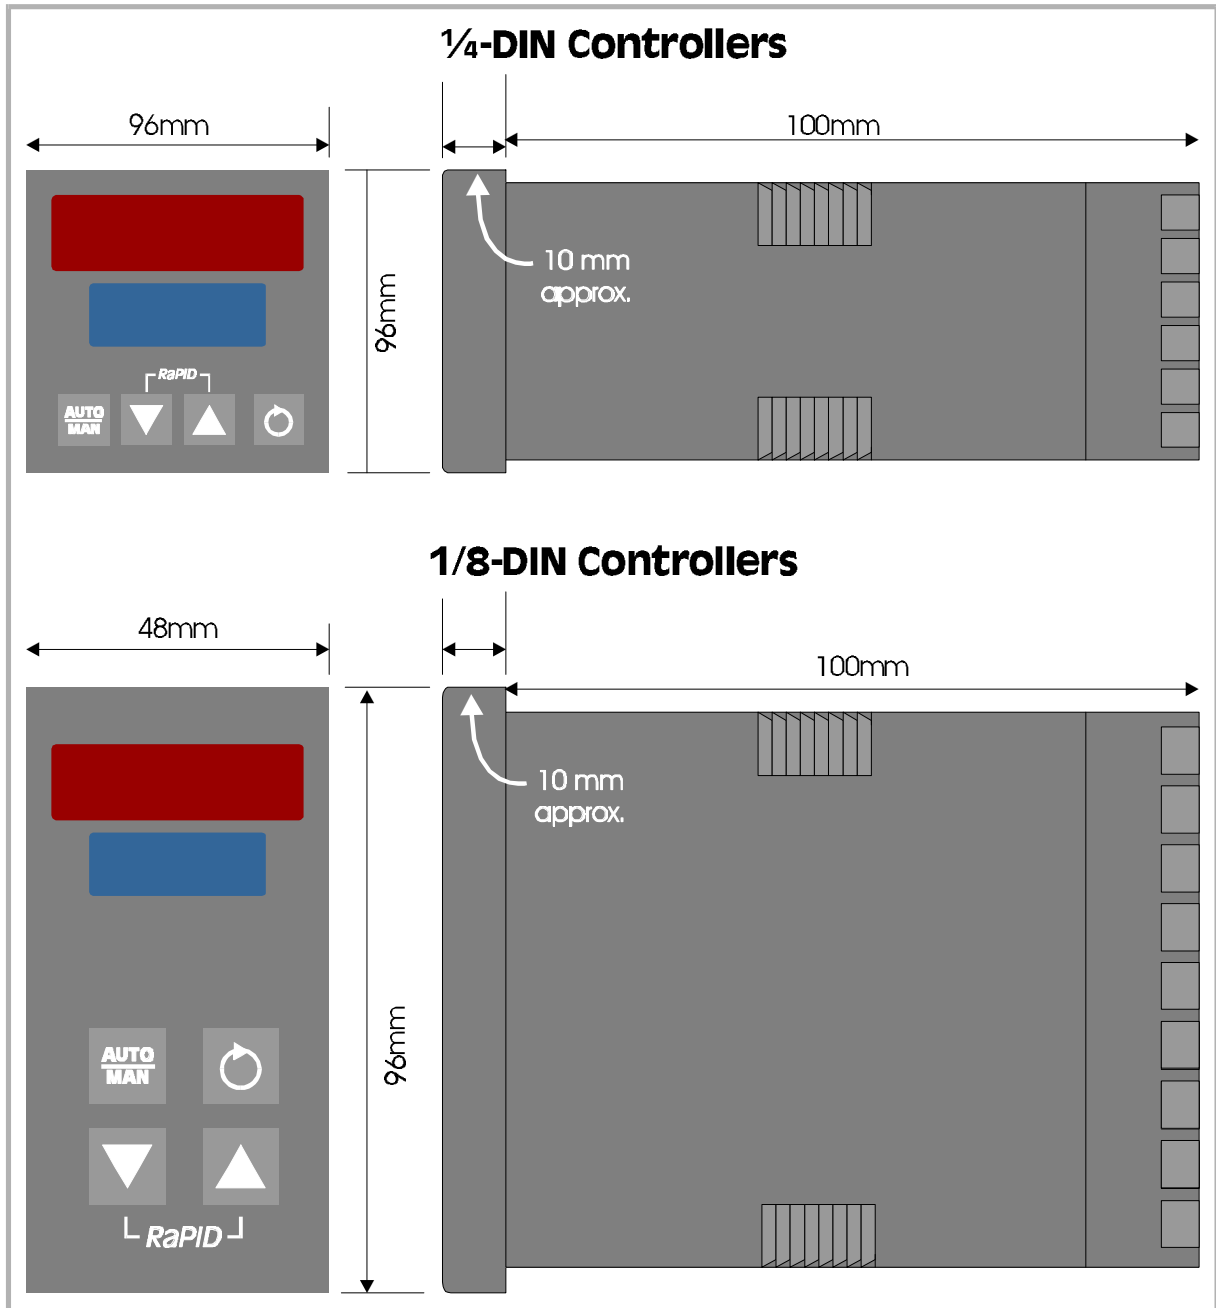 ¼-DIN Controllers
96mm
100mm
10 mm
approx.
96mm
RaPID
AUTO
MAN
1/8-DIN Controllers
48mm
100mm
10 mm
approx.
96mm
AUTO
MAN
RaPID